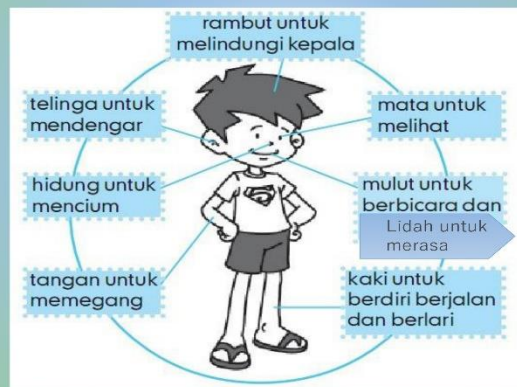 rambut untuk
melindungi kepala
telinga untuk
mendengar
mata untuk
melihat
hidung untuk
mencium
mulut untuk
berbicara dan
Lidah untuk
merasa
tangan untuk
memegang
kaki untuk
berdiri berjalan
dan berlari